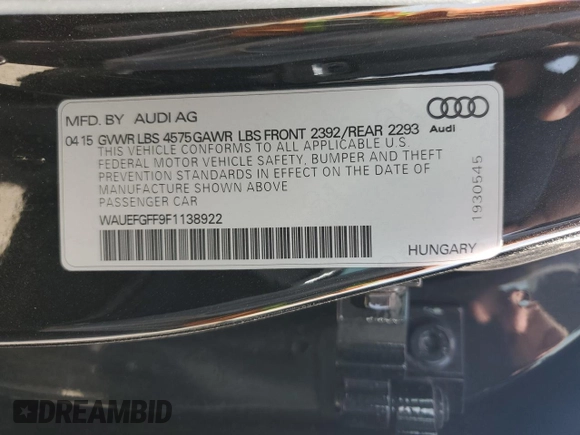 MFD. BY AUDI AG
04 15 GVWR LBS 4575 GAWR LBS FRONT 2392/REAR 2293
Audi
THIS VEHICLE CONFORMS TO ALL APPLICABLE U.S.
FEDERAL MOTOR VEHICLE SAFETY, BUMPER AND THEFT
PREVENTION STANDARDS IN EFFECT ON THE DATE OF
MANUFACTURE SHOWN ABOVE
PASSENGER CAR
WAUEFGFF9F1138922
HUNGARY
1930545
DREAMBID